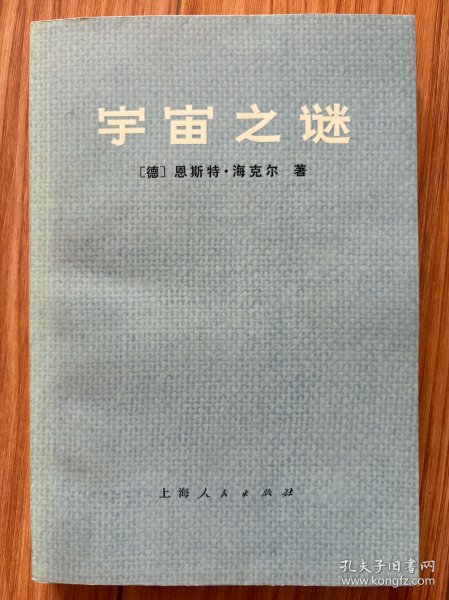 宇宙之谜
［德］恩斯特·海克尔 著
上海人民出版社
孔夫子旧书网
www.kongfz.com